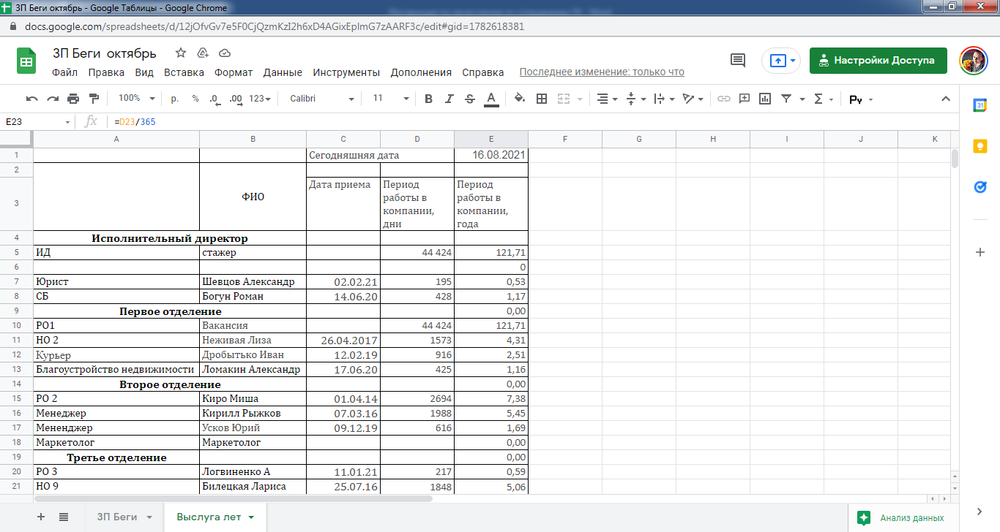 ЗП Беги октябрь - Google Таблицы - Google Chrome
docs.google.com/spreadsheets/d/12jOfvGv7e5F0CjQzmKzI2h6xD4AGixEplmG7zAARF3c/edit#gid=1782618381
ЗП Беги октябрь
Файл Правка Вид Вставка Формат Данные Инструменты Дополнения Справка Последнее изменение: только что
Настройки Доступа
100% р. % .0 .00 123 Calibri 11 B I S A Σ Ру
E23 fx =D23/365
A B C D E F G H I J K
1 Сегодняшняя дата 16.08.2021
2
3 ФИО Дата приема Период работы в компании, дни Период работы в компании, года
4 Исполнительный директор
5 ИД стажер 44 424 121,71
6 0
7 Юрист Шевцов Александр 02.02.21 195 0,53
8 СБ Богун Роман 14.06.20 428 1,17
9 Первое отделение 0,00
10 РО1 Вакансия 44 424 121,71
11 НО 2 Неживая Лиза 26.04.2017 1573 4,31
12 Курьер Дробытько Иван 12.02.19 916 2,51
13 Благоустройство недвижимости Ломакин Александр 17.06.20 425 1,16
14 Второе отделение 0,00
15 РО 2 Киро Миша 01.04.14 2694 7,38
16 Менеджер Кирилл Рыжков 07.03.16 1988 5,45
17 Мененджер Усков Юрий 09.12.19 616 1,69
18 Маркетолог Маркетолог 0,00
19 Третье отделение 0,00
20 РО 3 Логвиненко А 11.01.21 217 0,59
21 НО 9 Билецкая Лариса 25.07.16 1848 5,06
ЗП Беги Выслуга лет Анализ данных
31